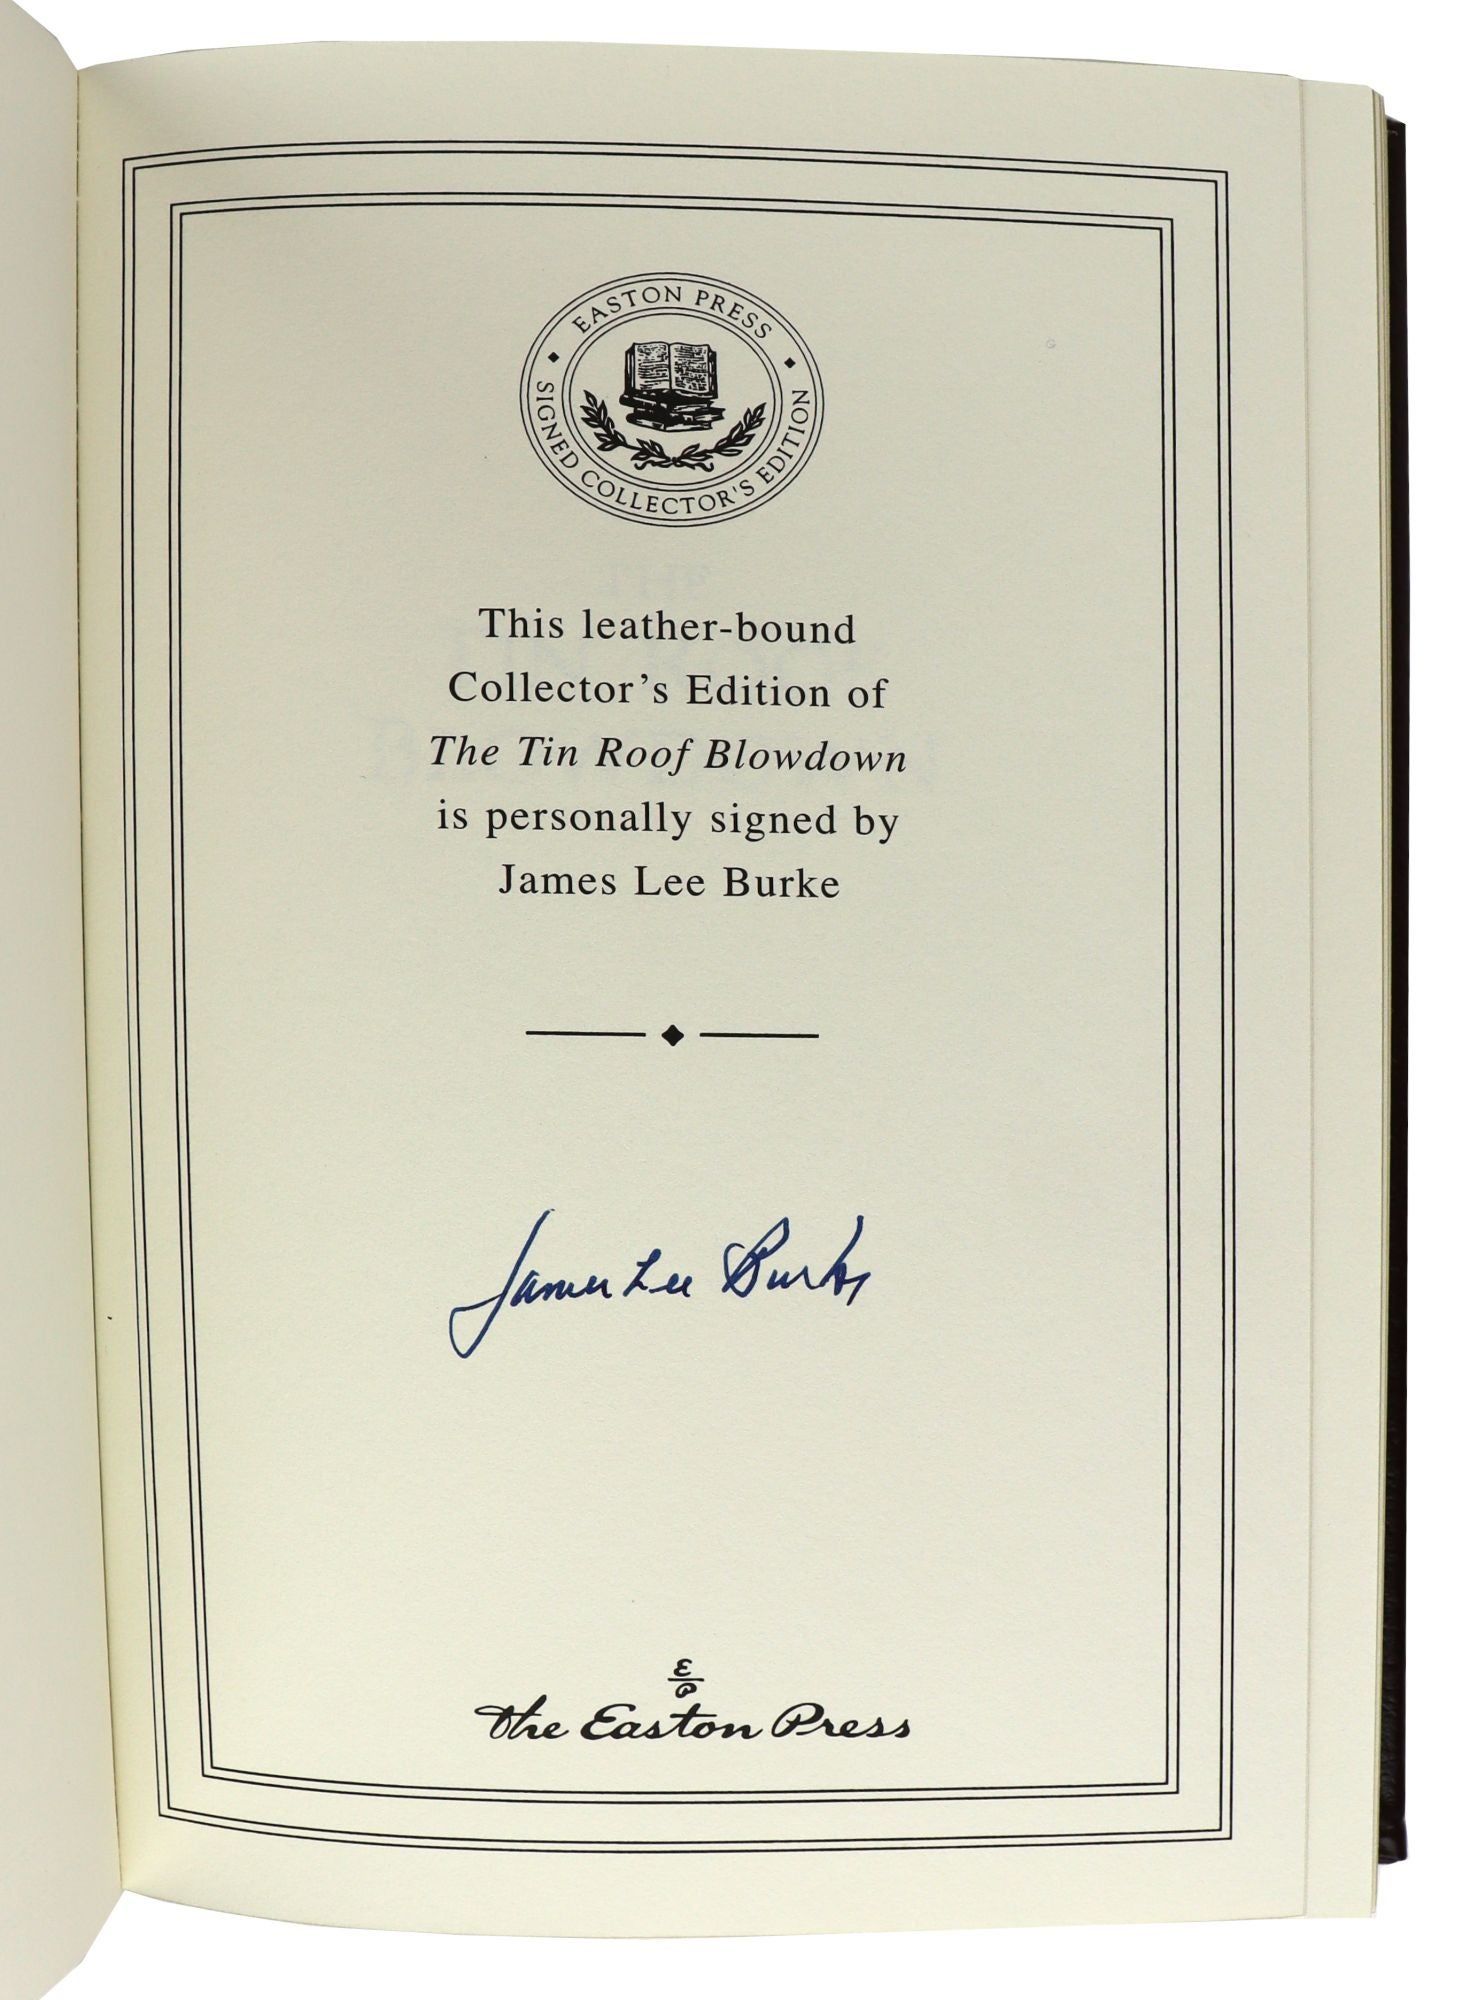 EASTON PRESS
SIGNED COLLECTOR'S EDITION
This leather-bound
Collector’s Edition of
The Tin Roof Blowdown
is personally signed by
James Lee Burke
James Lee Burke
E
P
The Easton Press